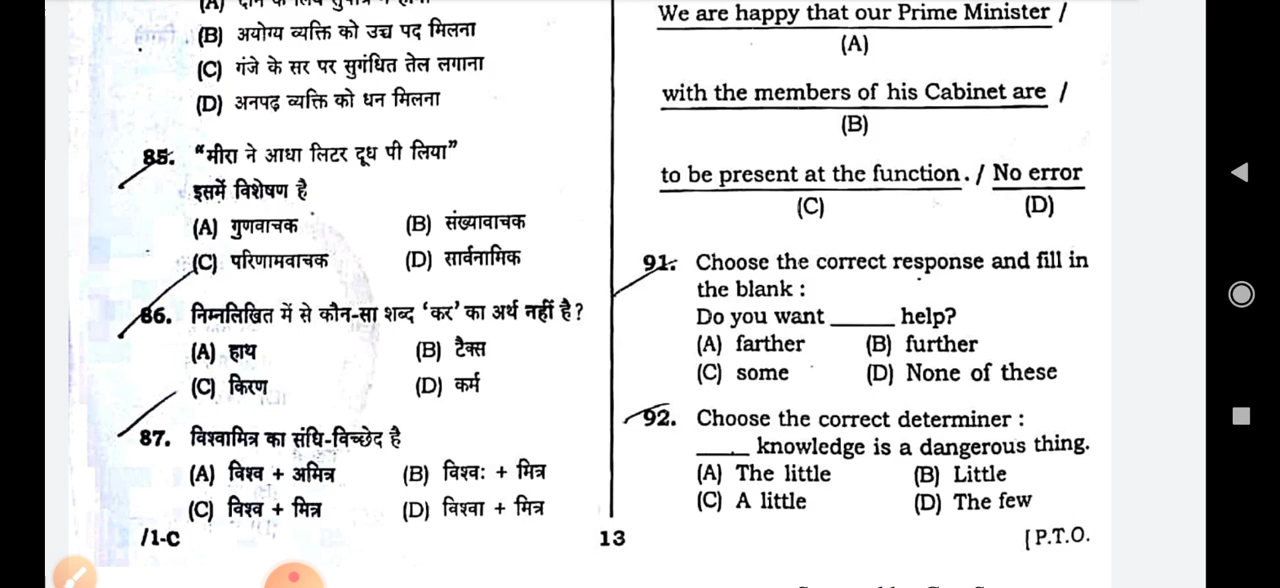 (B) अयोग्य व्यक्ति को उच्च पद मिलना
(C) गंजे के सर पर सुगंधित तेल लगाना
(D) अनपढ़ व्यक्ति को धन मिलना
85. "मीरा ने आधा लिटर दूध पी लिया"
इसमें विशेषण है
(A) गुणवाचक (B) संख्यावाचक
(C) परिणामवाचक (D) सार्वनामिक
86. निम्नलिखित में से कौन-सा शब्द 'कर' का अर्थ नहीं है?
(A) हाथ (B) टैक्स
(C) किरण (D) कर्म
87. विश्वामित्र का संधि-विच्छेद है
(A) विश्व + अमित्र (B) विश्वः + मित्र
(C) विश्व + मित्र (D) विश्वा + मित्र
/1-C
We are happy that our Prime Minister /
(A)
with the members of his Cabinet are /
(B)
to be present at the function. / No error
(C) (D)
91. Choose the correct response and fill in
the blank :
Do you want _____ help?
(A) farther (B) further
(C) some (D) None of these
92. Choose the correct determiner :
____ knowledge is a dangerous thing.
(A) The little (B) Little
(C) A little (D) The few
13
[ P.T.O.